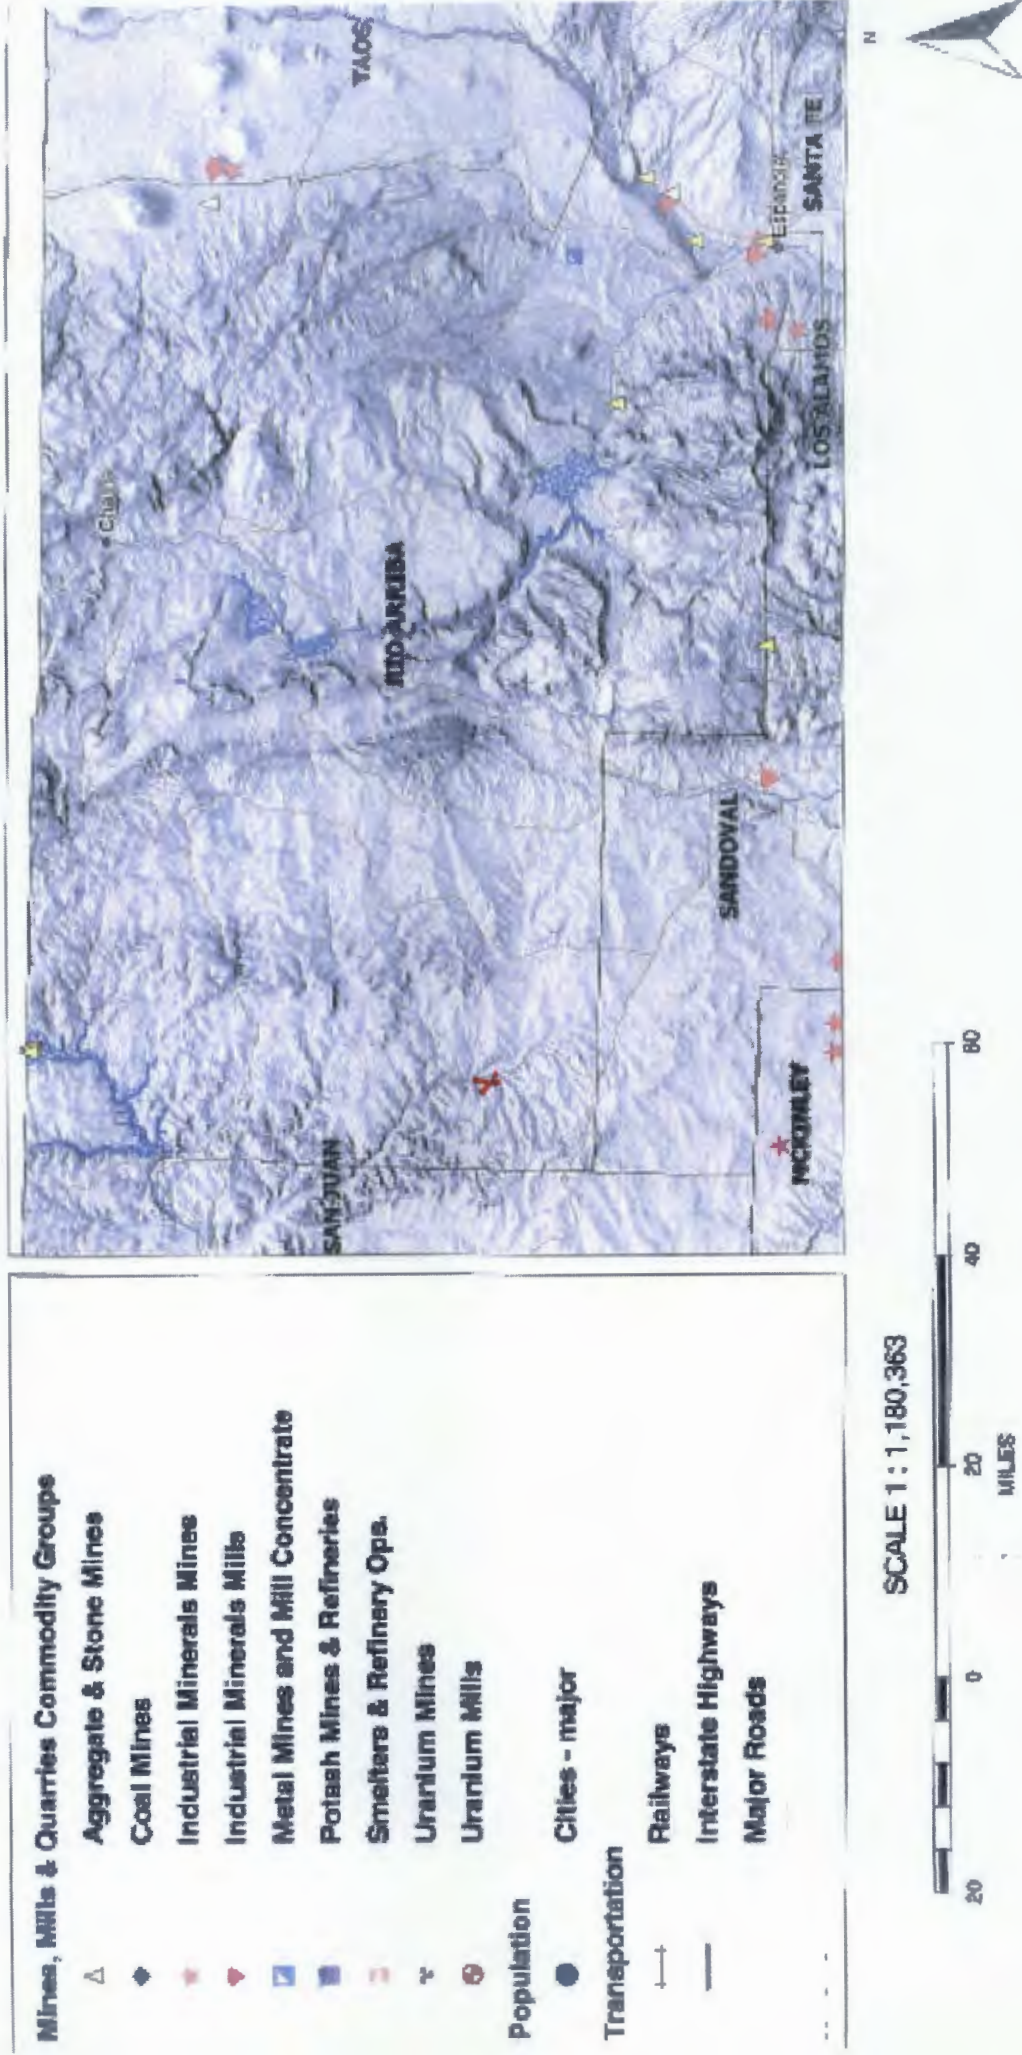 Mines, Mills & Quarries Commodity Groups
Aggregate & Stone Mines
Coal Mines
Industrial Minerals Mines
Industrial Minerals Mills
Metal Mines and Mill Concentrate
Potash Mines & Refineries
Smelters & Refinery Ops.
Uranium Mines
Uranium Mills
Population
Cities - major
Transportation
Railways
Interstate Highways
Major Roads
TAOS
Chama
RIO ARRIBA
SAN JUAN
Espanola
SANTA FE
LOS ALAMOS
SANDOVAL
MCKINLEY
N
SCALE 1 : 1,180,363
20 0 20 40 60
MILES